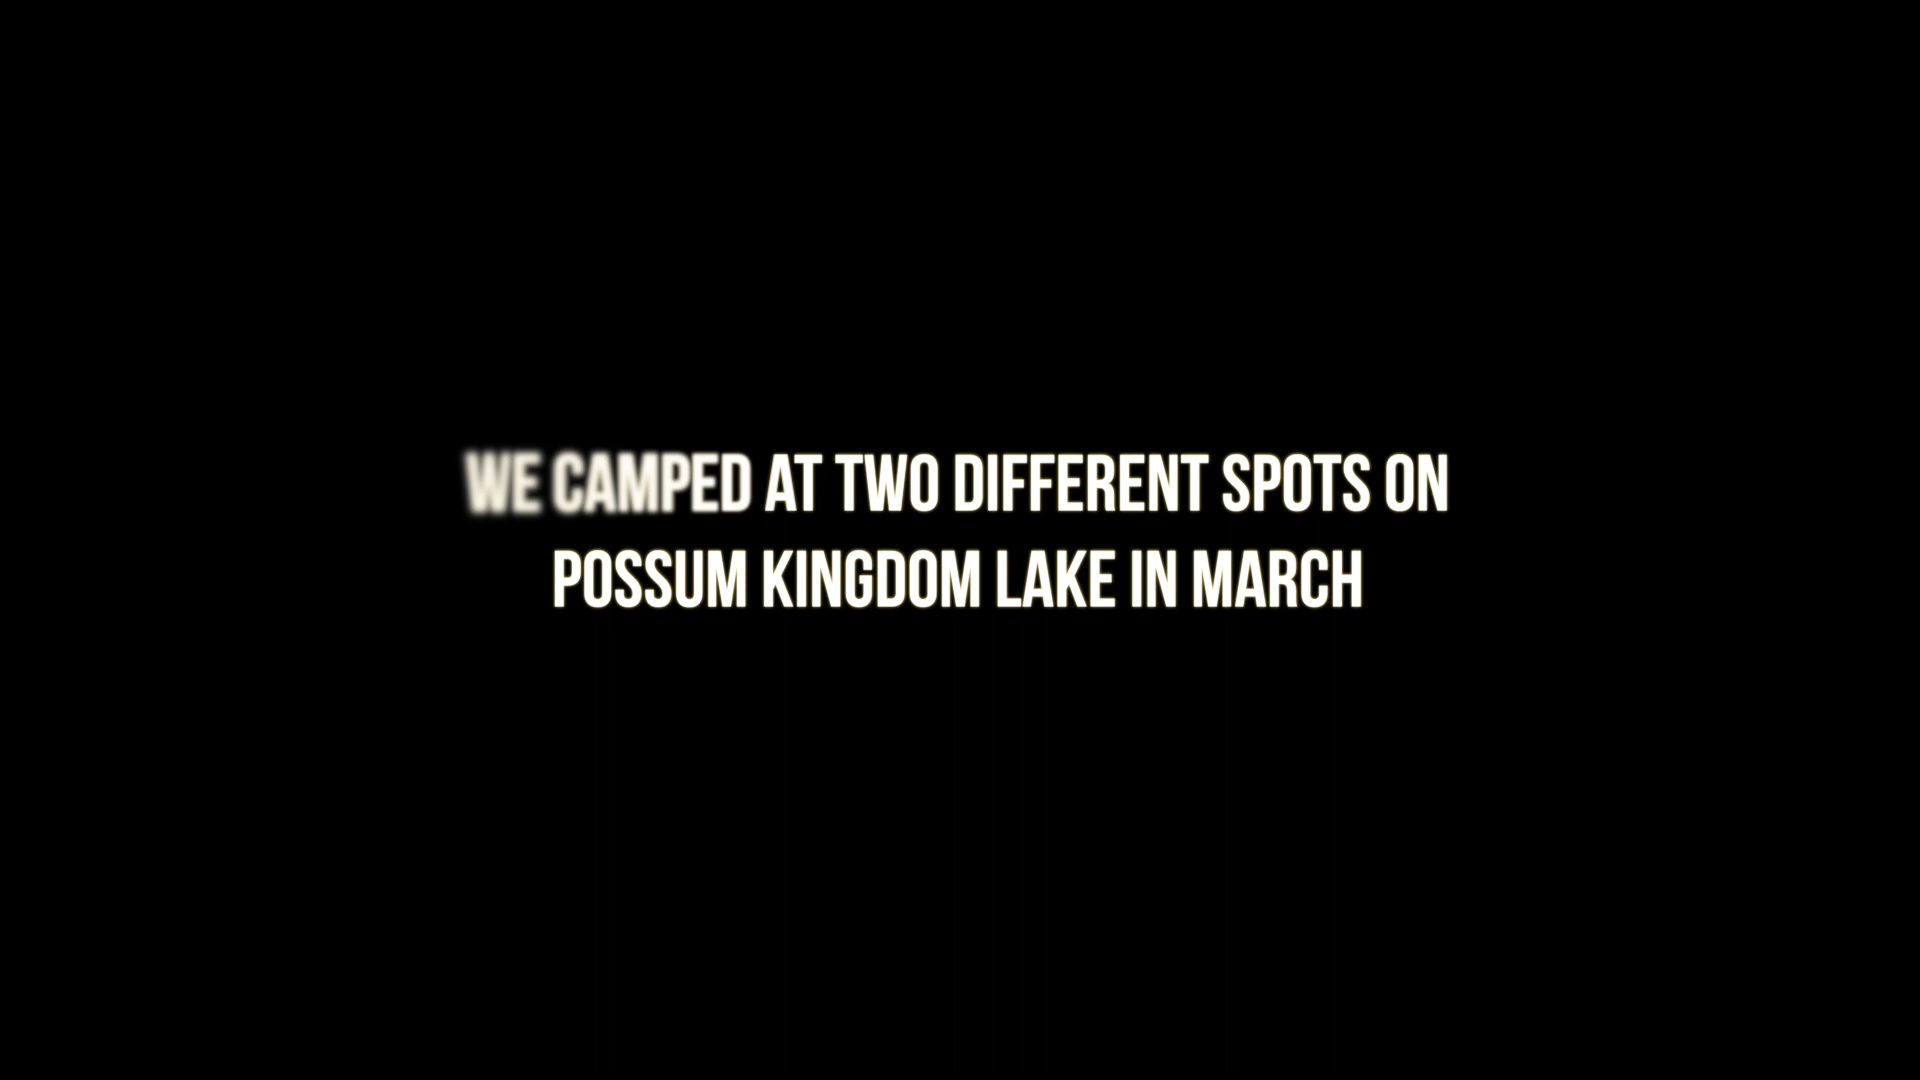 WE CAMPED AT TWO DIFFERENT SPOTS ON
POSSUM KINGDOM LAKE IN MARCH